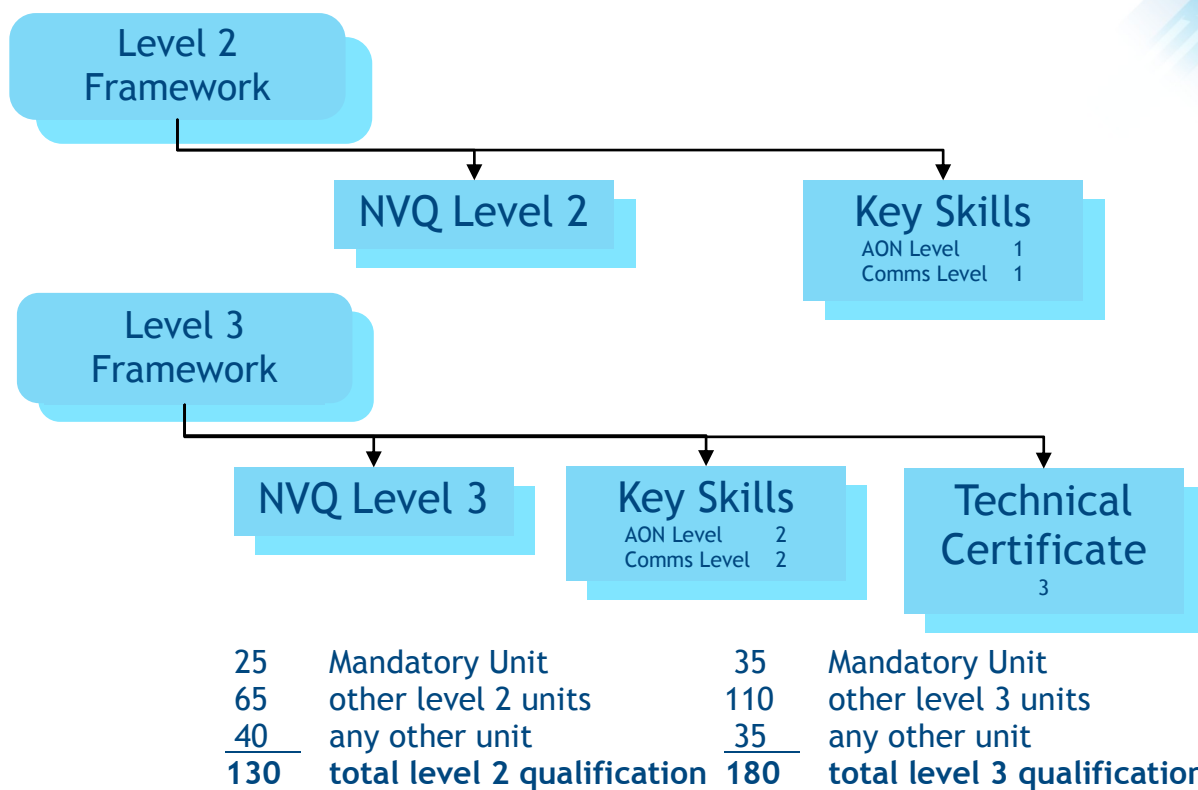 Level 2
Framework
NVQ Level 2
Key Skills
AON Level 1
Comms Level 1
Level 3
Framework
NVQ Level 3
Key Skills
AON Level 2
Comms Level 2
Technical
Certificate
3
25 Mandatory Unit
65 other level 2 units
40 any other unit
130 total level 2 qualification
35 Mandatory Unit
110 other level 3 units
35 any other unit
180 total level 3 qualification